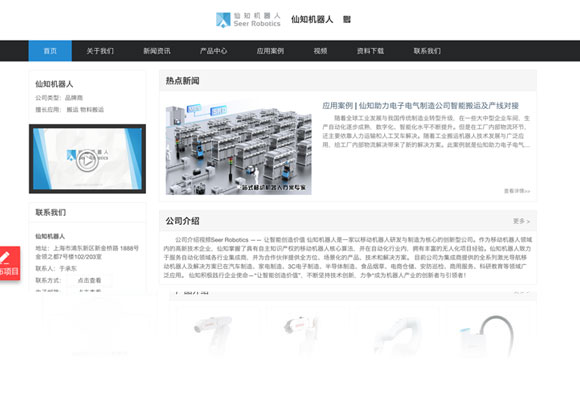 仙知机器人
Seer Robotics
仙知机器人
首页 关于我们 新闻资讯 产品中心 应用案例 视频 资料下载 联系我们
仙知机器人
公司类型：品牌商
擅长应用：搬运 物料搬运
热点新闻
一站式移动机器人方案专家
应用案例 | 仙知助力电子电气制造公司智能搬运及产线对接
随着全球工业发展与我国传统制造业转型升级，在一些大中型企业车间，生
产自动化逐步成熟，数字化、智能化水平不断提升。但是在工厂内部物流环节，
还主要依靠人力运输和人工叉车解决。随着工业搬运机器人技术发展与广泛应
用，给工厂内部物流解决带来了新的解决方案。此案例就是仙知助力电子电气...
查看详情>>
联系我们
仙知机器人
地址：上海市浦东新区新金桥路 1888号
金领之都7号楼102/203室
联系人：于承东
联系方式： 点击查看
点击查看
布项目
公司介绍
更多 >
公司介绍视频Seer Robotics —— 让智能创造价值 仙知机器人是一家以移动机器人研发与制造为核心的创新型公司。作为移动机器人领域
内的高新技术企业，仙知掌握了具有自主知识产权的移动机器人核心算法，并在自动化行业内，拥有丰富的无人化项目经验。仙知机器人致力
于服务自动化领域各行业集成商，并为合作伙伴提供全方位、场景化的产品、技术和解决方案。 目前公司为集成商提供的全系列激光导航移
动机器人及解决方案已在汽车制造、家电制造、3C电子制造、半导体制造、食品烟草、电商仓储、安防巡检、商用服务、科研教育等领域广
泛应用。 仙知积极践行企业使命~“让智能创造价值”，不断坚持技术创新，力争“成为机器人产业的创新者与引领者！
产品介绍